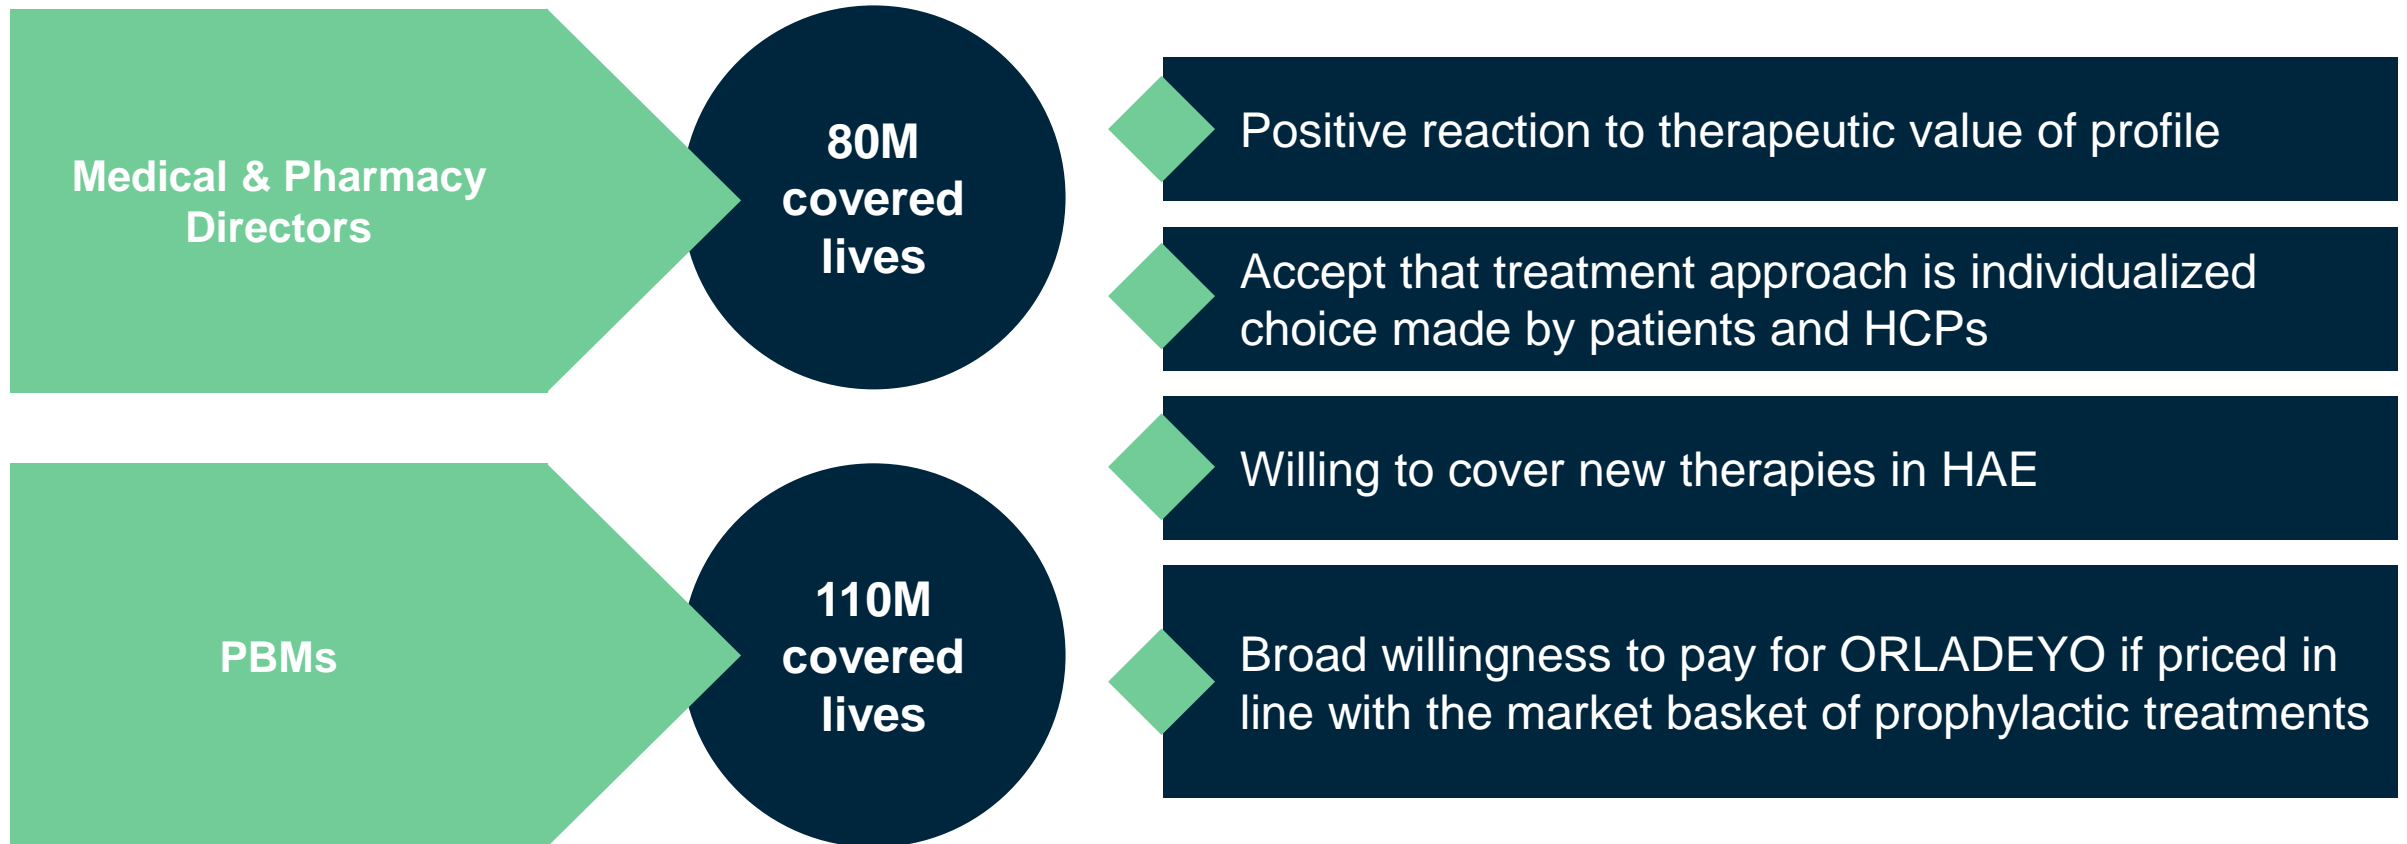 Medical & Pharmacy
Directors
80M
covered
lives
PBMs
110M
covered
lives
Positive reaction to therapeutic value of profile
Accept that treatment approach is individualized
choice made by patients and HCPs
Willing to cover new therapies in HAE
Broad willingness to pay for ORLADEYO if priced in
line with the market basket of prophylactic treatments